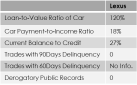 Lexus
Loan-to-Value Ratio of Car 120%
Car Payment-to-Income Ratio 18%
Current Balance to Credit 27%
Trades with 90Days Delinquency 0
Trades with 60Days Delinquency No Info.
Derogatory Public Records 0